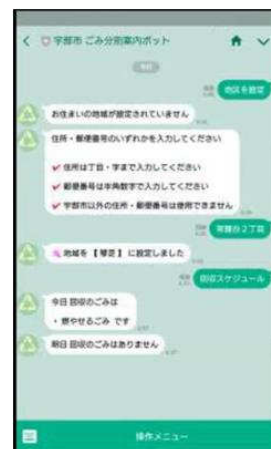 宇部市 ごみ分別案内ボット
今日
地区を設定
お住まいの地域が設定されていません
住所・郵便番号のいずれかを入力してください
✔ 住所は丁目・字まで入力してください
✔ 郵便番号は半角数字で入力してください
✔ 宇部市以外の住所・郵便番号は使用できません
2丁目
地域を【琴芝】に設定しました
回収スケジュール
今日 回収のごみは
・燃やせるごみ です
明日 回収のごみはありません
操作メニュー